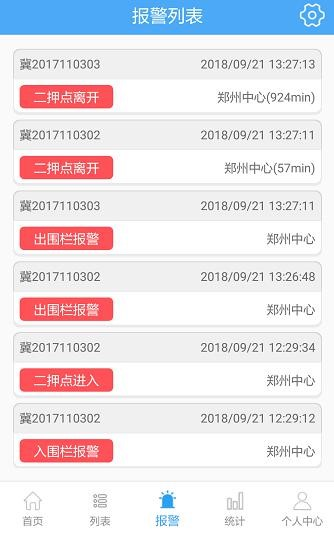 报警列表
冀2017110303 2018/09/21 13:27:13
二押点离开 郑州中心(924min)
冀2017110302 2018/09/21 13:27:11
二押点离开 郑州中心(57min)
冀2017110303 2018/09/21 13:27:11
出围栏报警 郑州中心
冀2017110302 2018/09/21 13:26:48
出围栏报警 郑州中心
冀2017110302 2018/09/21 12:29:34
二押点进入 郑州中心
冀2017110302 2018/09/21 12:29:12
入围栏报警 郑州中心
首页 列表 报警 统计 个人中心